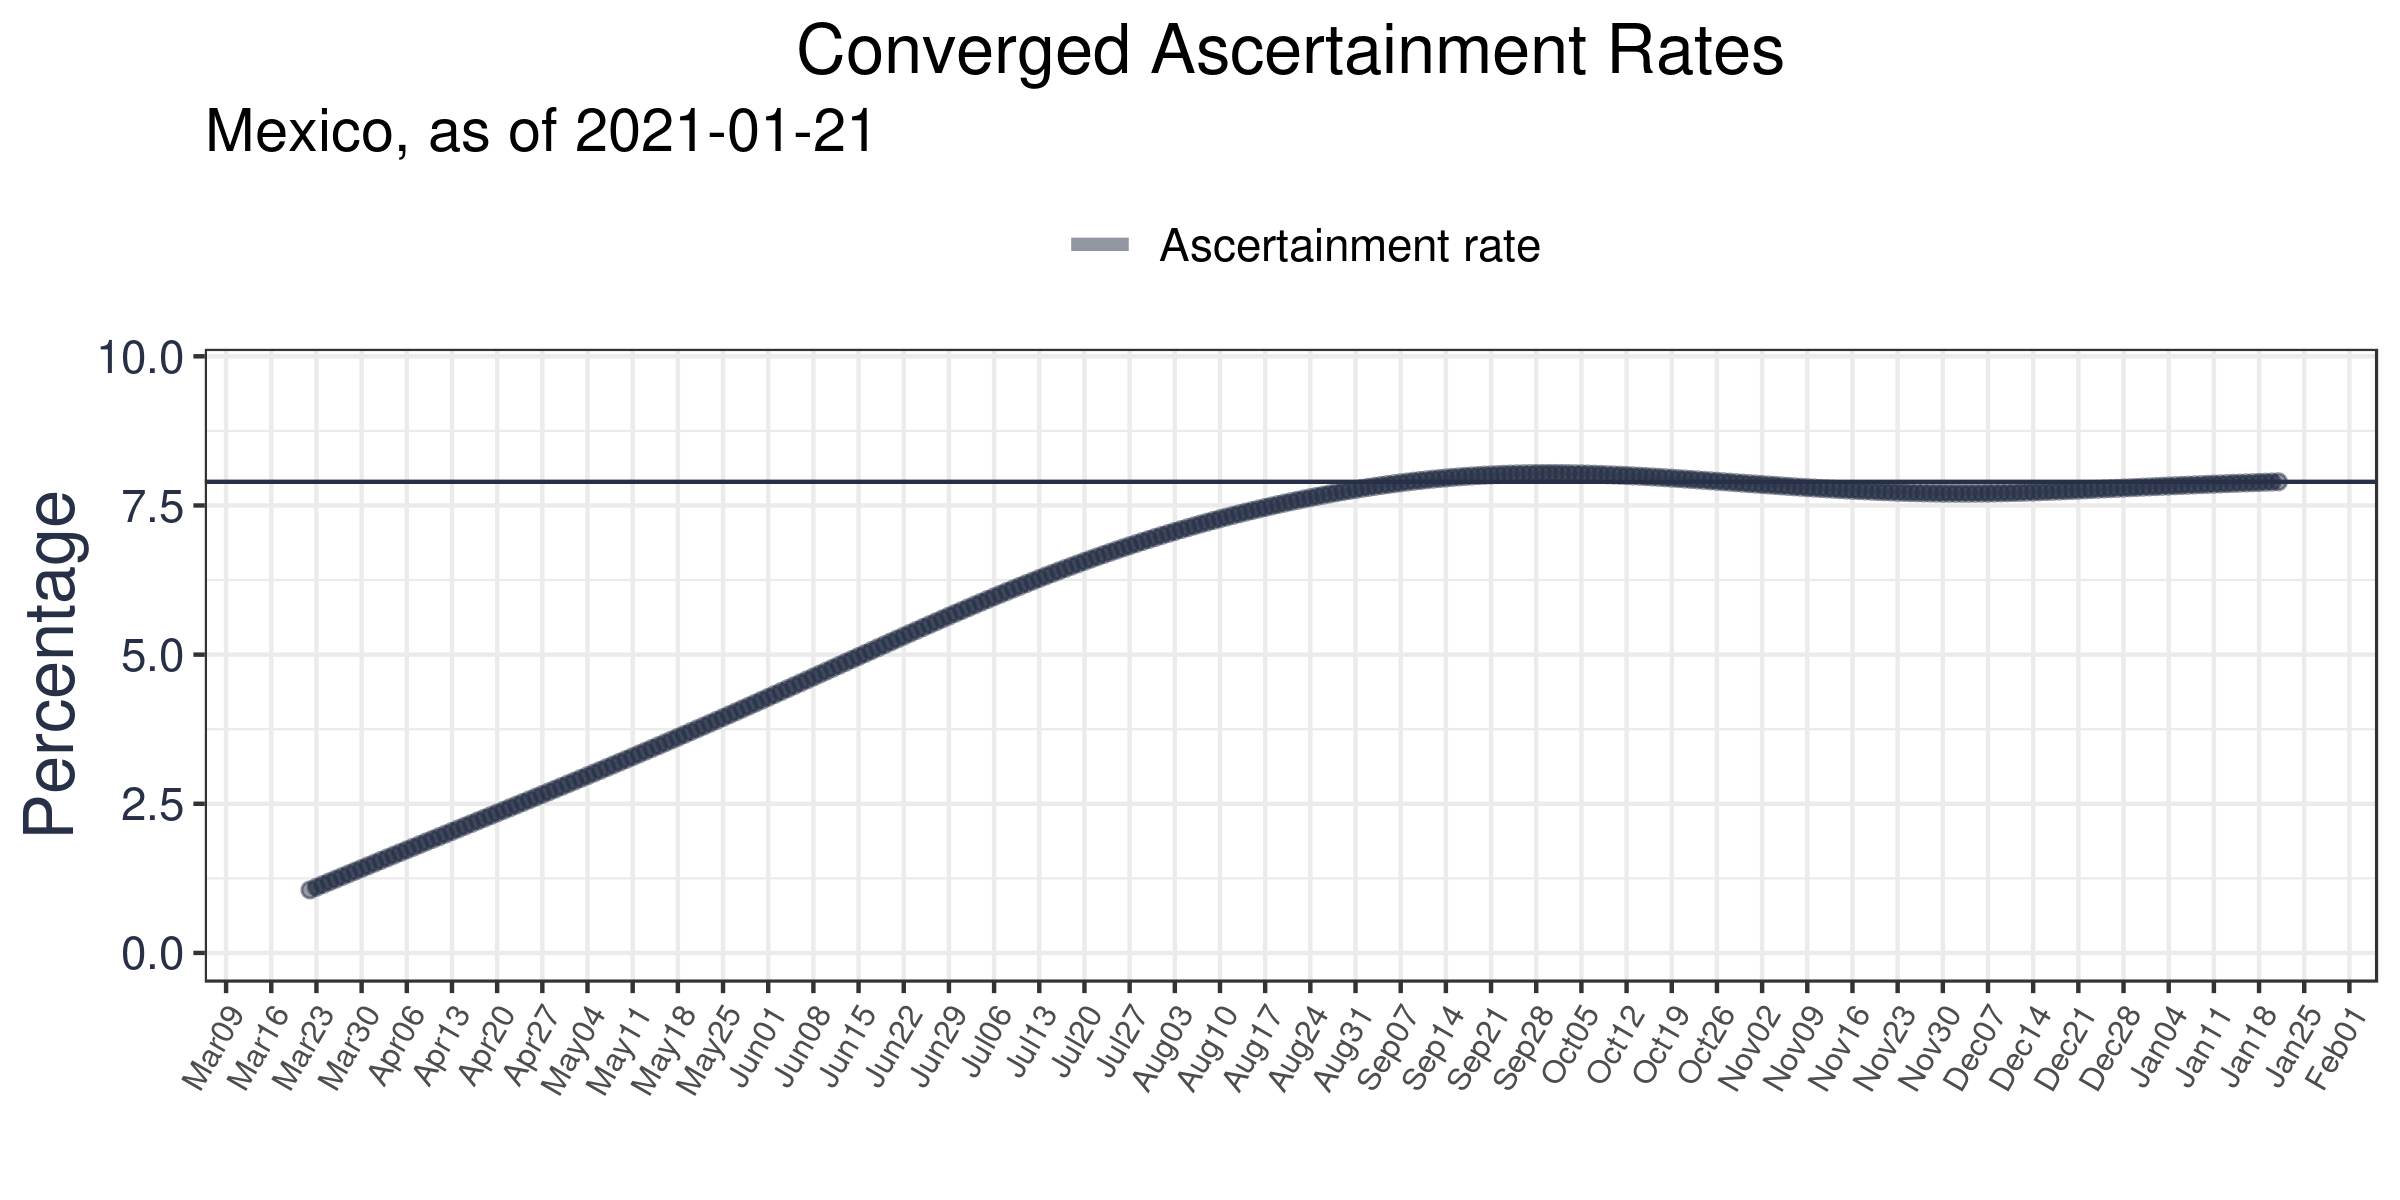 Converged Ascertainment Rates
Mexico, as of 2021-01-21
Ascertainment rate
Percentage
10.0
7.5
5.0
2.5
0.0
Mar09 Mar16 Mar23 Mar30 Apr06 Apr13 Apr20 Apr27 May04 May11 May18 May25 Jun01 Jun08 Jun15 Jun22 Jun29 Jul06 Jul13 Jul20 Jul27 Aug03 Aug10 Aug17 Aug24 Aug31 Sep07 Sep14 Sep21 Sep28 Oct05 Oct12 Oct19 Oct26 Nov02 Nov09 Nov16 Nov23 Nov30 Dec07 Dec14 Dec21 Dec28 Jan04 Jan11 Jan18 Jan25 Feb01